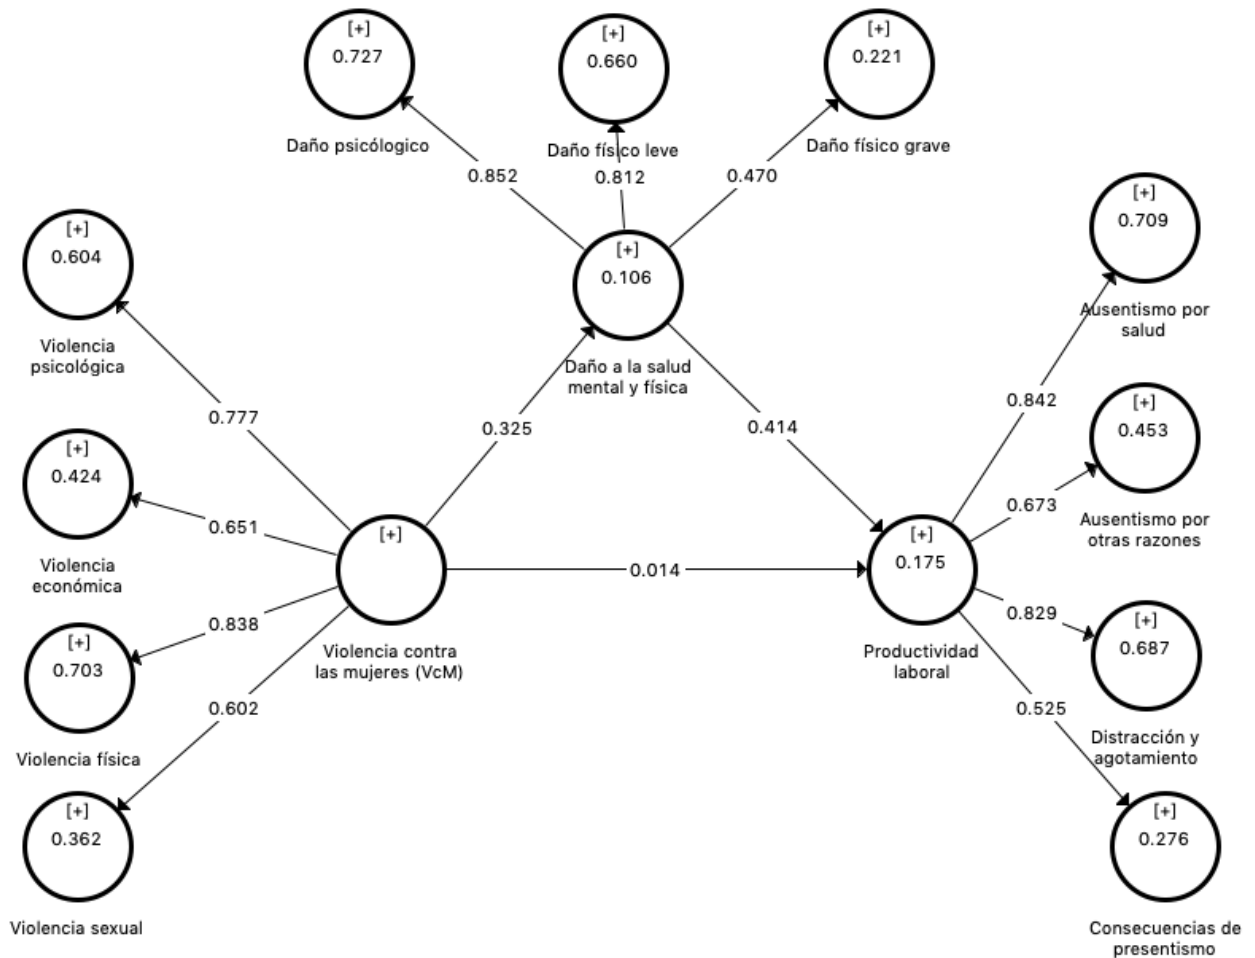 [+]
0.727
Daño psicólogico
[+]
0.660
Daño físico leve
[+]
0.221
Daño físico grave
0.852
0.812
0.470
[+]
0.604
Violencia
psicológica
[+]
0.106
Daño a la salud
mental y física
[+]
0.709
Ausentismo por
salud
0.777
0.325
0.414
0.842
[+]
0.424
Violencia
económica
[+]
0.453
Ausentismo por
otras razones
0.651
0.673
[+]
Violencia contra
las mujeres (VcM)
0.014
[+]
0.175
Productividad
laboral
0.838
0.829
[+]
0.703
Violencia física
[+]
0.687
Distracción y
agotamiento
0.602
0.525
[+]
0.362
Violencia sexual
[+]
0.276
Consecuencias de
presentismo